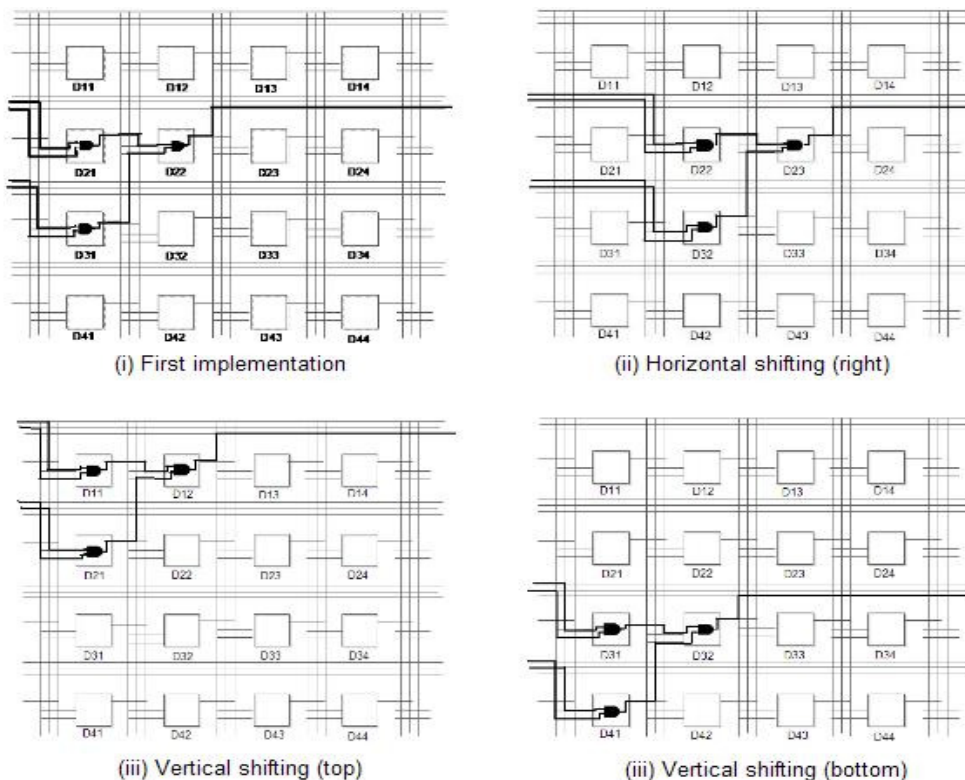 D11 D12 D13 D14
D21 D22 D23 D24
D31 D32 D33 D34
D41 D42 D43 D44
(i) First implementation
D11 D12 D13 D14
D21 D22 D23 D24
D31 D32 D33 D34
D41 D42 D43 D44
(ii) Horizontal shifting (right)
D11 D12 D13 D14
D21 D22 D23 D24
D31 D32 D33 D34
D41 D42 D43 D44
(iii) Vertical shifting (top)
D11 D12 D13 D14
D21 D22 D23 D24
D31 D32 D33 D34
D41 D42 D43 D44
(iii) Vertical shifting (bottom)